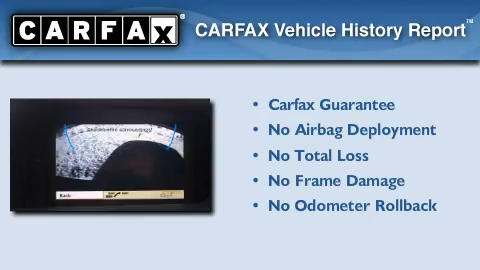 CARFAX®
CARFAX Vehicle History Report™
• Carfax Guarantee
• No Airbag Deployment
• No Total Loss
• No Frame Damage
• No Odometer Rollback
Back